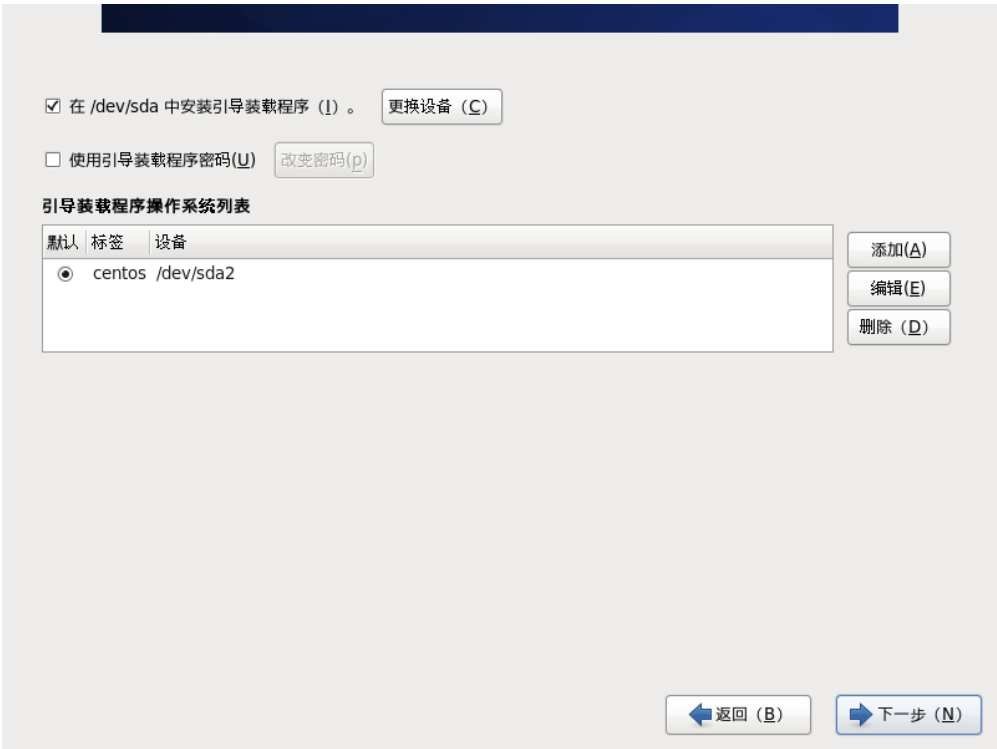 在 /dev/sda 中安装引导装载程序（I）。 更换设备（C）
使用引导装载程序密码(U) 改变密码(p)
引导装载程序操作系统列表
默认 标签 设备
centos /dev/sda2
添加(A)
编辑(E)
删除（D）
返回（B） 下一步（N）